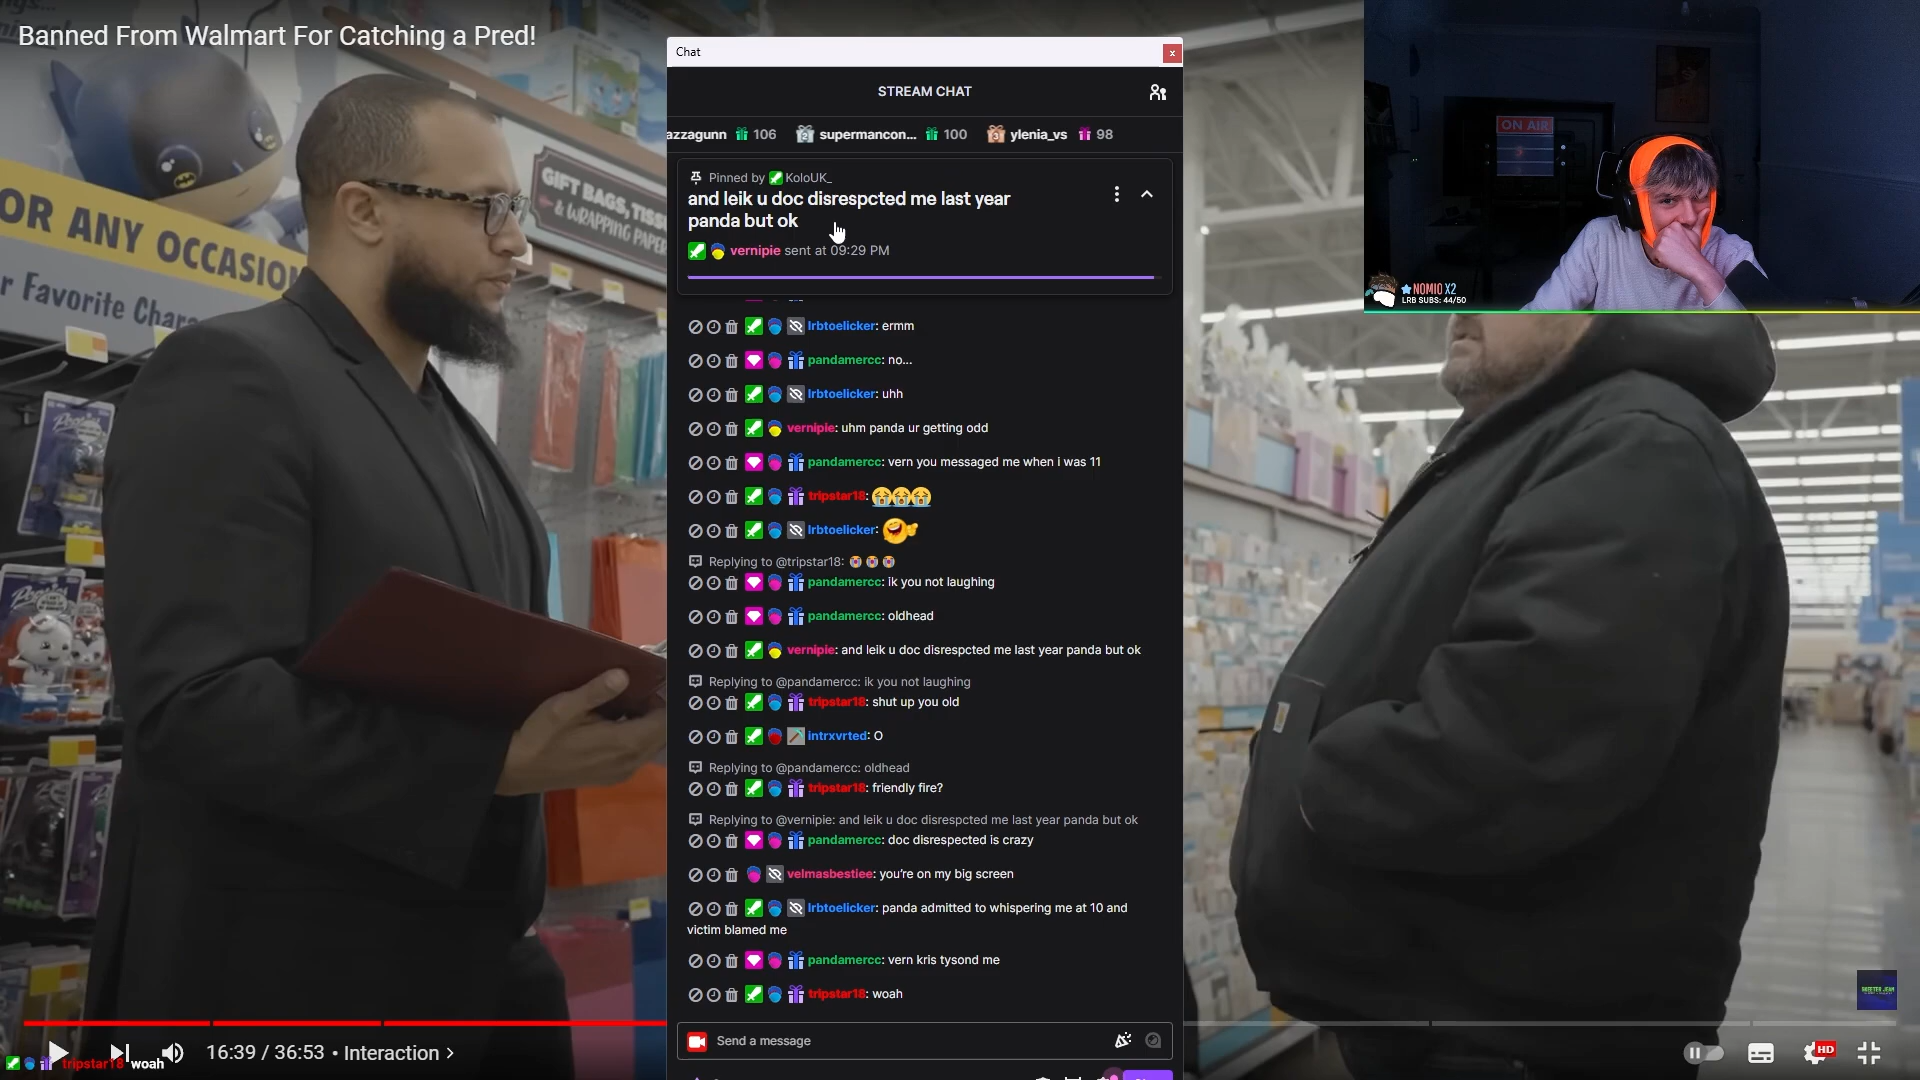 Banned From Walmart For Catching a Pred!
OR ANY OCCASION
r Favorite Chara
GIFT BAGS, TISS
& WRAPPING PAPER
Chat
STREAM CHAT
azzagunn 106 supermancon... 100 ylenia_vs 98
Pinned by KoloUK_
and leik u doc disrespcted me last year
panda but ok
vernipie sent at 09:29 PM
lrbtoelicker: ermm
pandamercc: no...
lrbtoelicker: uhh
vernipie: uhm panda ur getting odd
pandamercc: vern you messaged me when i was 11
tripstar18: 😭😭😭
lrbtoelicker:
Replying to @tripstar18: 😭 😭 😭
pandamercc: ik you not laughing
pandamercc: oldhead
vernipie: and leik u doc disrespcted me last year panda but ok
Replying to @pandamercc: ik you not laughing
tripstar18: shut up you old
intrxvrted: O
Replying to @pandamercc: oldhead
tripstar18: friendly fire?
Replying to @vernipie: and leik u doc disrespcted me last year panda but ok
pandamercc: doc disrespected is crazy
velmasbestiee: you're on my big screen
lrbtoelicker: panda admitted to whispering me at 10 and
victim blamed me
pandamercc: vern kris tysond me
tripstar18: woah
Send a message
ON AIR
NOMIO X2
LRB SUBS: 44/50
SKEETER JEAN
16:39 / 36:53 • Interaction >
HD
tripstar18 woah